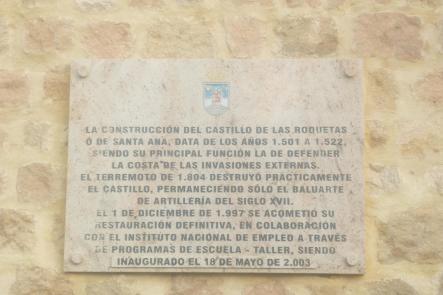 LA CONSTRUCCIÓN DEL CASTILLO DE LAS ROQUETAS
O DE SANTA ANA, DATA DE LOS AÑOS 1.501 A 1.522,
SIENDO SU PRINCIPAL FUNCIÓN LA DE DEFENDER
LA COSTA DE LAS INVASIONES EXTERNAS.
EL TERREMOTO DE 1.804 DESTRUYÓ PRÁCTICAMENTE
EL CASTILLO, PERMANECIENDO SÓLO EL BALUARTE
DE ARTILLERÍA DEL SIGLO XVII.
EL 1 DE DICIEMBRE DE 1.997 SE ACOMETIÓ SU
RESTAURACIÓN DEFINITIVA, EN COLABORACIÓN
CON EL INSTITUTO NACIONAL DE EMPLEO A TRAVÉS
DE PROGRAMAS DE ESCUELA - TALLER, SIENDO
INAUGURADO EL 18 DE MAYO DE 2.003